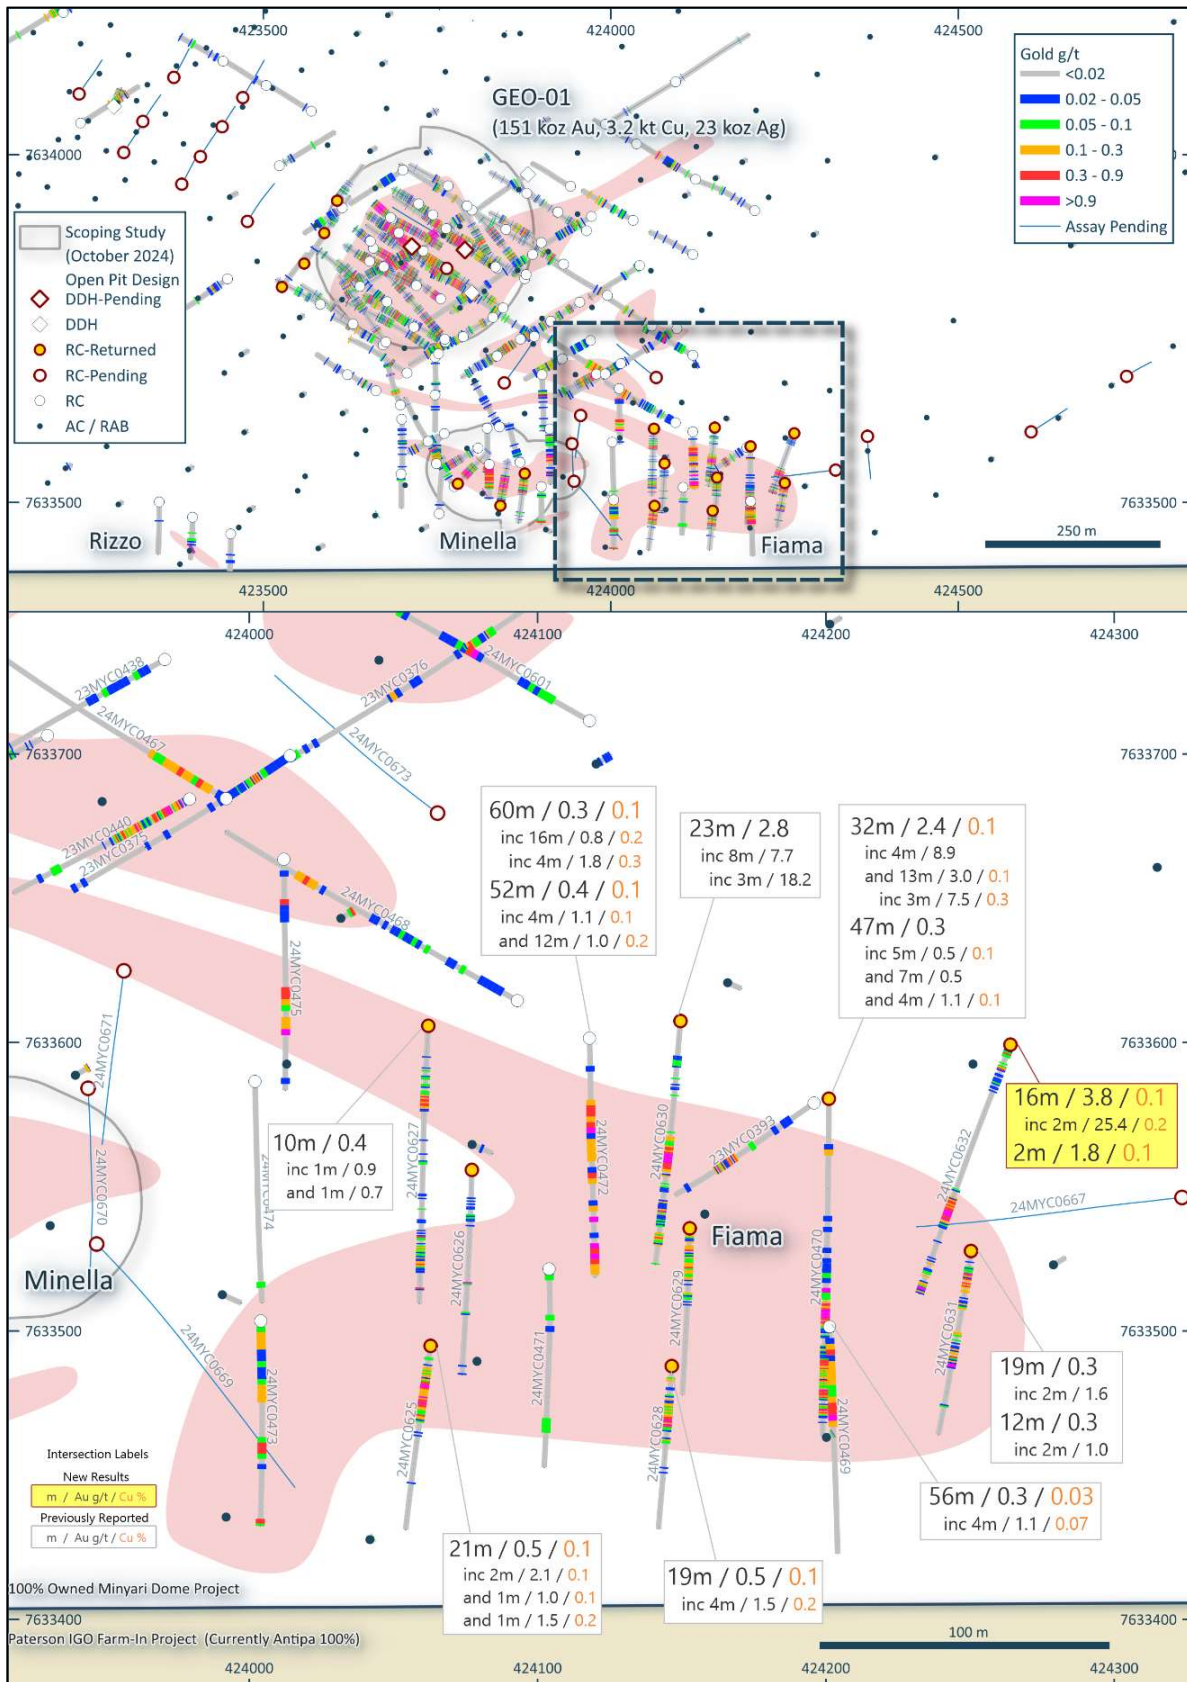 423500
424000
424500
Gold g/t
<0.02
0.02 - 0.05
0.05 - 0.1
0.1 - 0.3
0.3 - 0.9
>0.9
Assay Pending
GEO-01
(151 koz Au, 3.2 kt Cu, 23 koz Ag)
7634000
7634000
Scoping Study
(October 2024)
Open Pit Design
DDH-Pending
DDH
RC-Returned
RC-Pending
RC
AC / RAB
7633500
7633500
Rizzo
Minella
Fiama
250 m
423500
424000
424500
424000
424100
424200
424300
23MYC0438
23MYC0376
24MYC0601
24MYC0467
24MYC0673
7633700
7633700
23MYC0440
23MYC0375
24MYC0468
24MYC0475
60m / 0.3 / 0.1
inc 16m / 0.8 / 0.2
inc 4m / 1.8 / 0.3
52m / 0.4 / 0.1
inc 4m / 1.1 / 0.1
and 12m / 1.0 / 0.2
23m / 2.8
inc 8m / 7.7
inc 3m / 18.2
32m / 2.4 / 0.1
inc 4m / 8.9
and 13m / 3.0 / 0.1
inc 3m / 7.5 / 0.3
47m / 0.3
inc 5m / 0.5 / 0.1
and 7m / 0.5
and 4m / 1.1 / 0.1
7633600
7633600
24MYC0671
24MYC0670
10m / 0.4
inc 1m / 0.9
and 1m / 0.7
24MYC0474
24MYC0627
24MYC0626
24MYC0472
24MYC0630
23MYC0393
24MYC0470
24MYC0632
16m / 3.8 / 0.1
inc 2m / 25.4 / 0.2
2m / 1.8 / 0.1
24MYC0667
Minella
Fiama
24MYC0629
24MYC0631
7633500
7633500
24MYC0669
24MYC0473
24MYC0625
24MYC0471
24MYC0628
24MYC0469
19m / 0.3
inc 2m / 1.6
12m / 0.3
inc 2m / 1.0
Intersection Labels
New Results
m / Au g/t / Cu %
Previously Reported
m / Au g/t / Cu %
56m / 0.3 / 0.03
inc 4m / 1.1 / 0.07
21m / 0.5 / 0.1
inc 2m / 2.1 / 0.1
and 1m / 1.0 / 0.1
and 1m / 1.5 / 0.2
19m / 0.5 / 0.1
inc 4m / 1.5 / 0.2
100% Owned Minyari Dome Project
7633400
7633400
Paterson IGO Farm-In Project (Currently Antipa 100%)
100 m
424000
424100
424200
424300